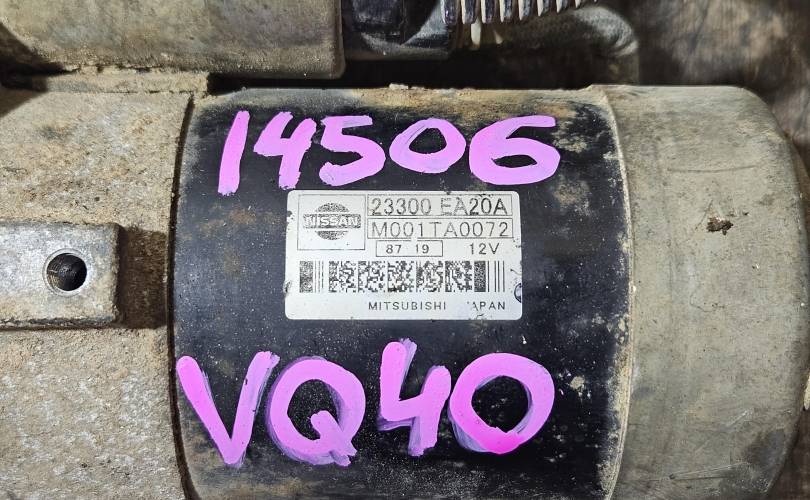 14506
NISSAN
23300 EA20A
M001TA0072
87 19 12V
MITSUBISHI JAPAN
VQ40